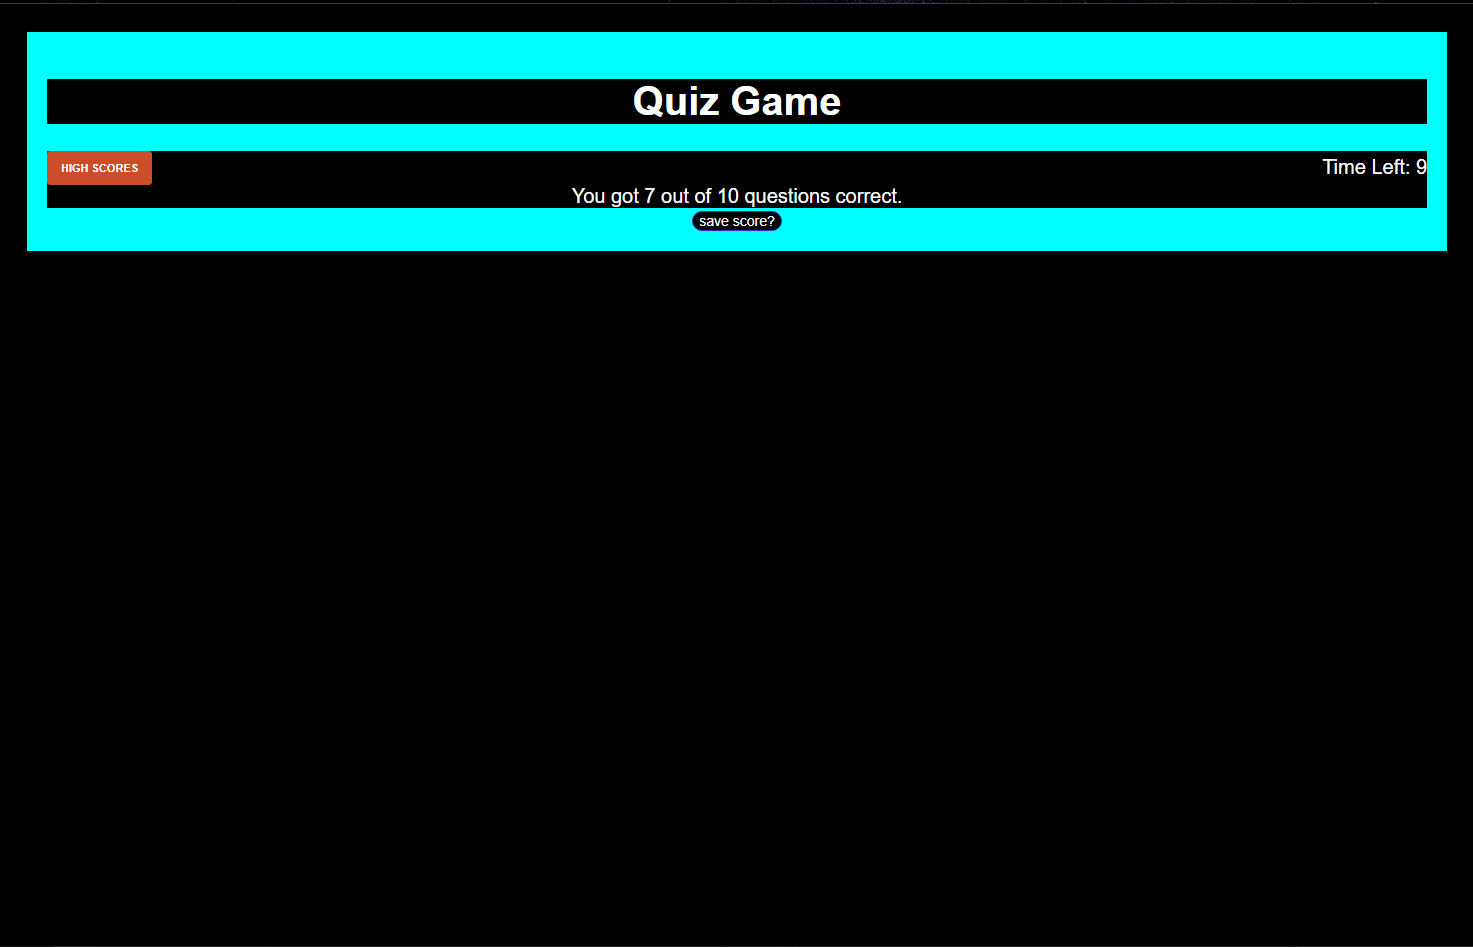 Quiz Game
HIGH SCORES
Time Left: 9
You got 7 out of 10 questions correct.
save score?